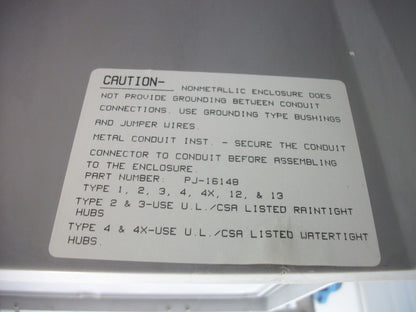 CAUTION- NONMETALLIC ENCLOSURE DOES
NOT PROVIDE GROUNDING BETWEEN CONDUIT
CONNECTIONS. USE GROUNDING TYPE BUSHINGS
AND JUMPER WIRES.
METAL CONDUIT INST. - SECURE THE CONDUIT
CONNECTOR TO CONDUIT BEFORE ASSEMBLING
TO THE ENCLOSURE
PART NUMBER: PJ-16148
TYPE 1, 2, 3, 4, 4X, 12, & 13
TYPE 2 & 3-USE U.L./CSA LISTED RAINTIGHT
HUBS
TYPE 4 & 4X-USE U.L./CSA LISTED WATERTIGHT
HUBS.